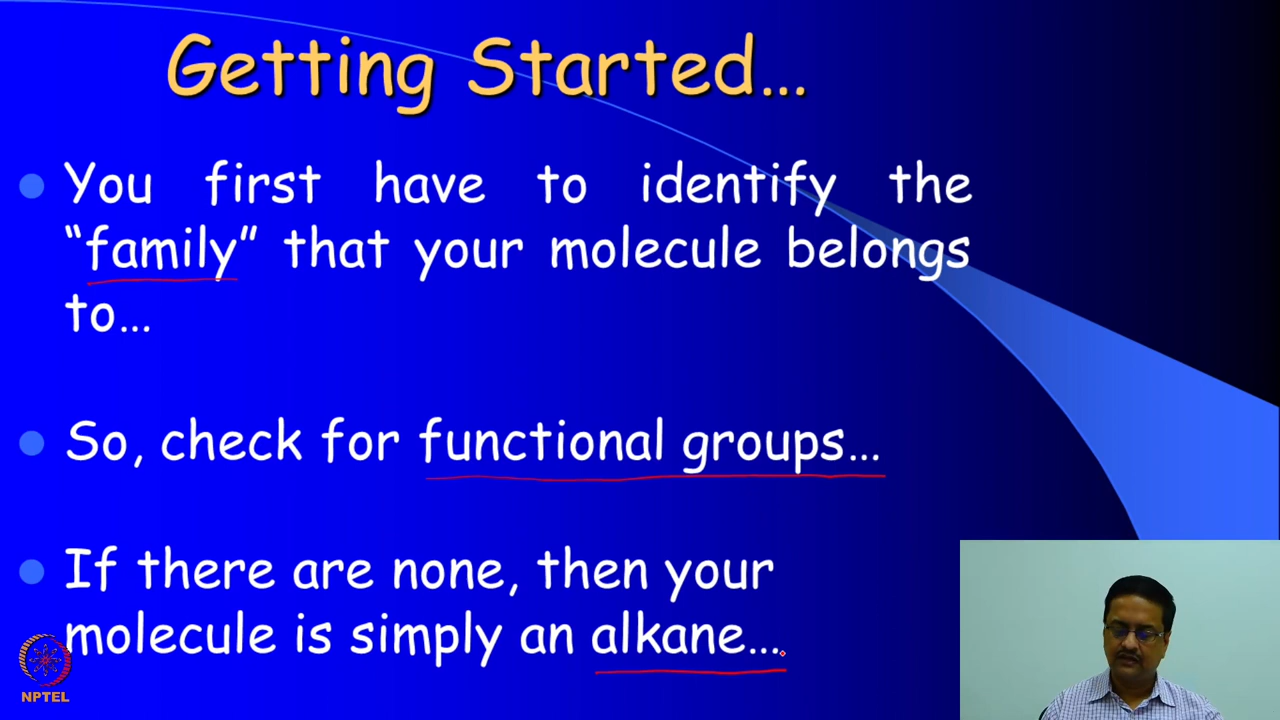 Getting Started...
You first have to identify the
“family” that your molecule belongs
to...
So, check for functional groups...
If there are none, then your
molecule is simply an alkane...
NPTEL